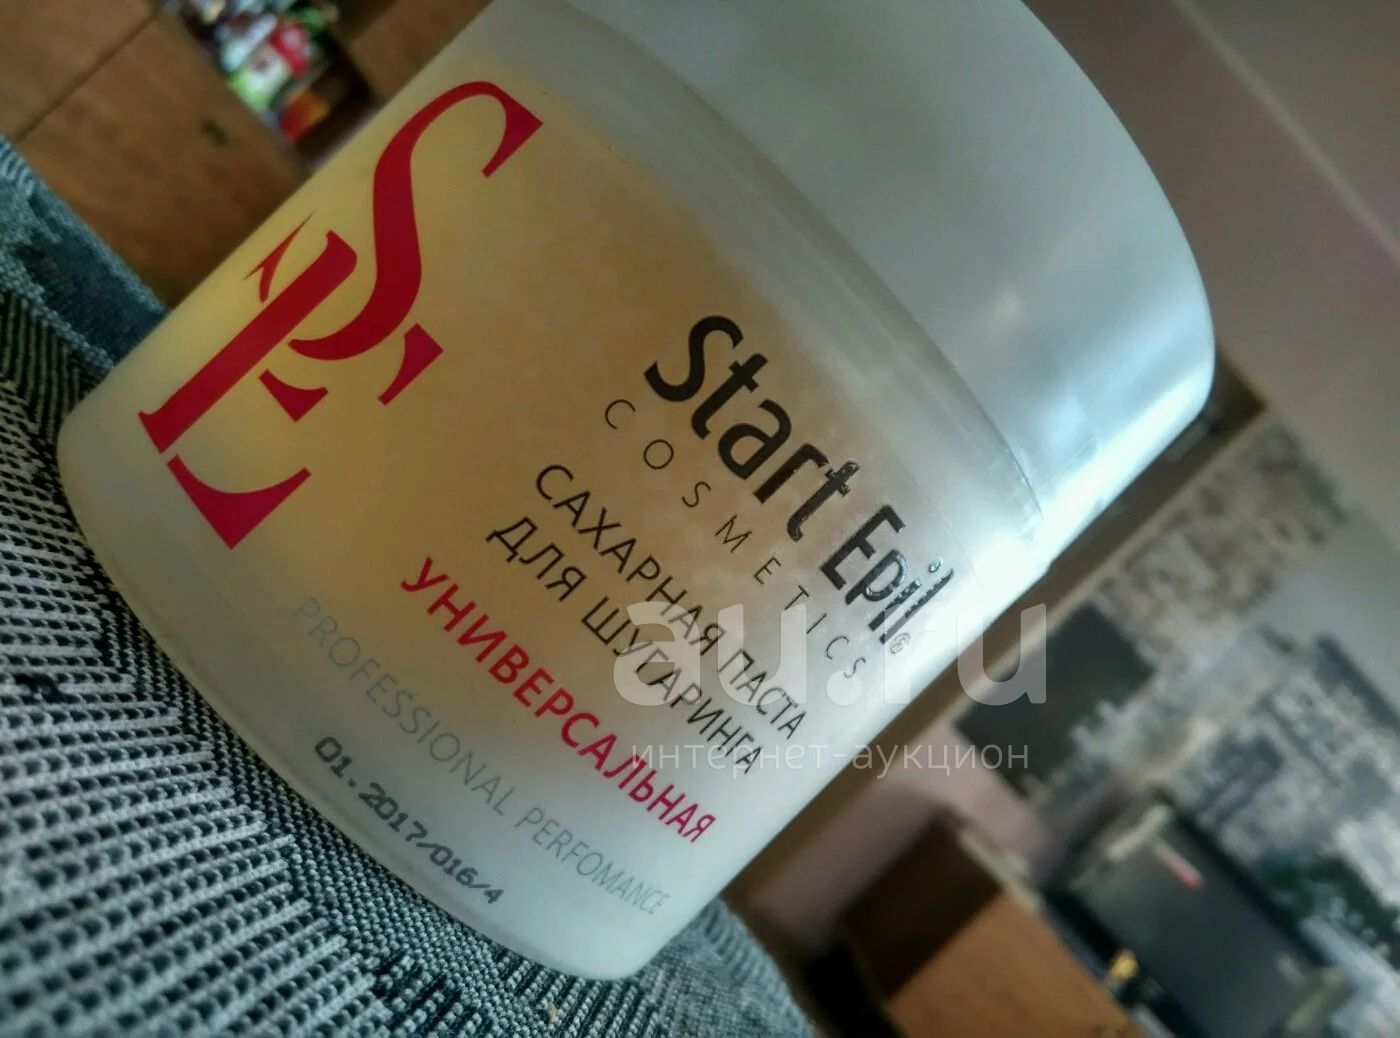 SE
Start Epil®
COSMETICS
САХАРНАЯ ПАСТА
ДЛЯ ШУГАРИНГА
УНИВЕРСАЛЬНАЯ
PROFESSIONAL PERFOMANCE
01.2017/016/4
au.ru
интернет-аукцион